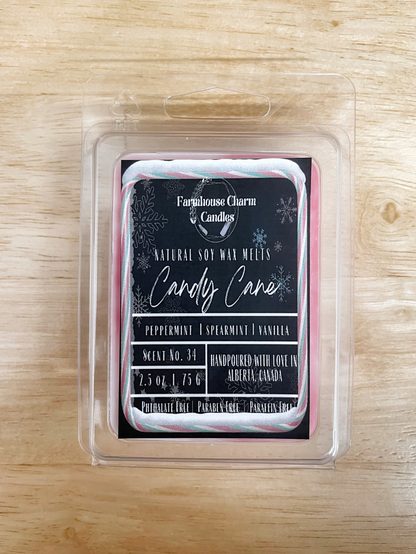 Farmhouse Charm
Candles
NATURAL SOY WAX MELTS
Candy Cane
PEPPERMINT | SPEARMINT | VANILLA
SCENT NO. 34
2.5 OZ | 75 G
HANDPOURED WITH LOVE IN
ALBERTA, CANADA
PHTHALATE FREE | PARABEN FREE | PARAFFIN FREE